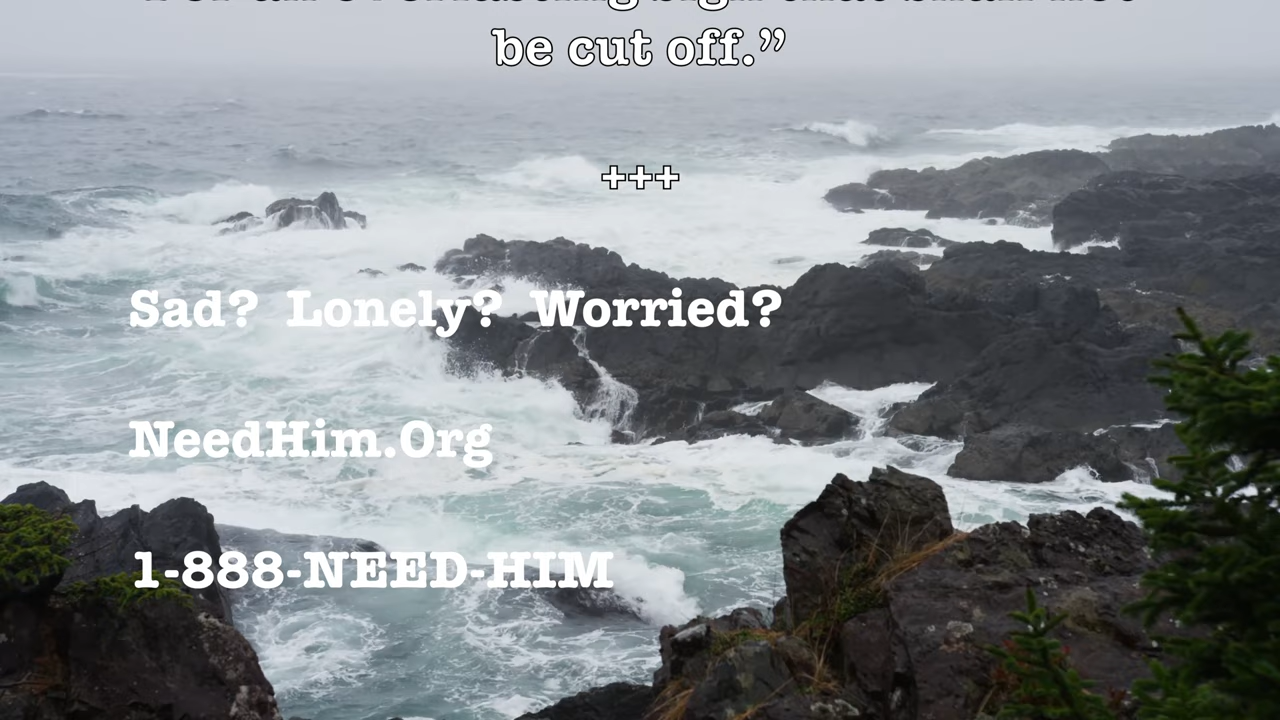 be cut off.”
+++
Sad? Lonely? Worried?
NeedHim.Org
1-888-NEED-HIM